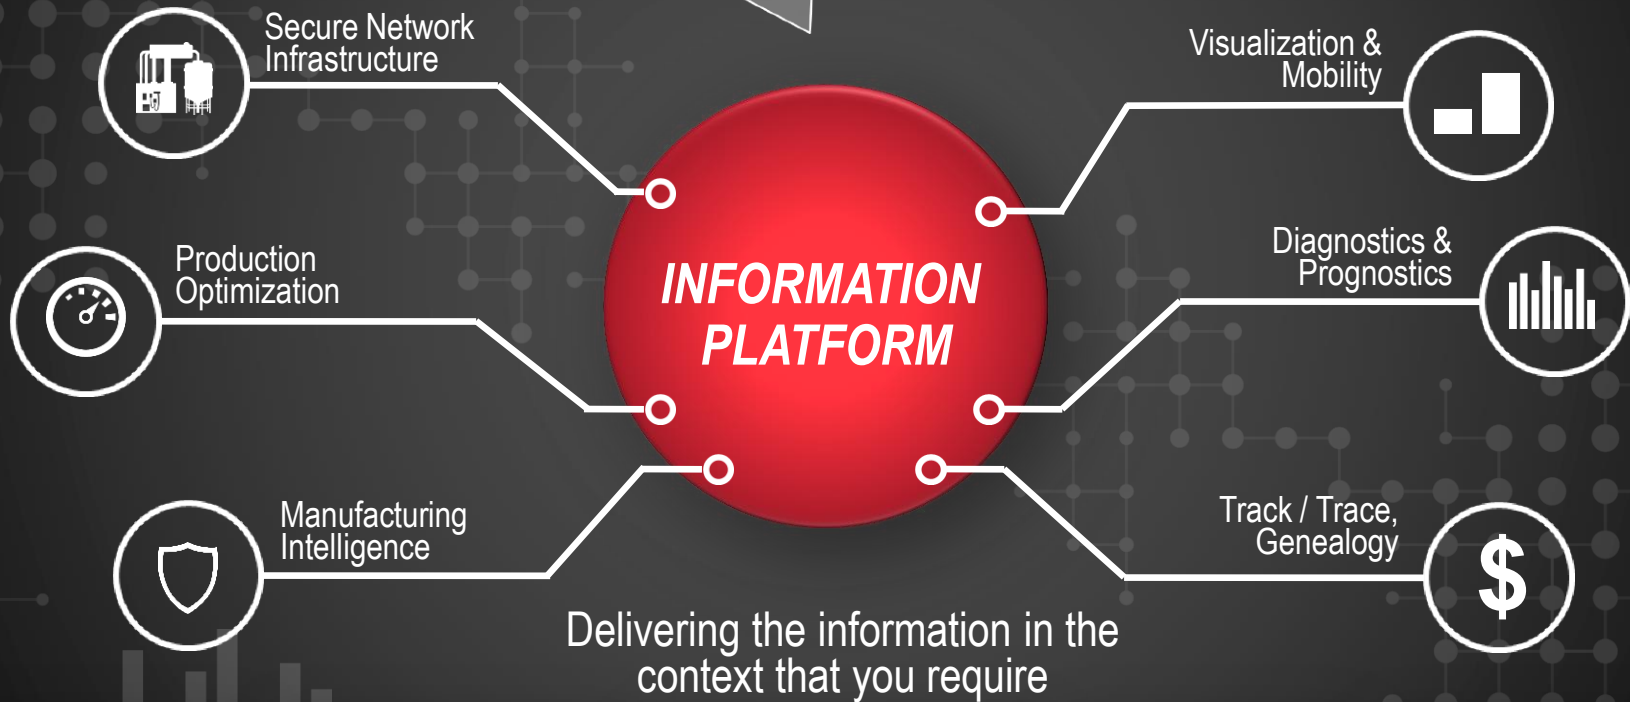 Secure Network
Infrastructure
Visualization &
Mobility
Production
Optimization
INFORMATION
PLATFORM
Diagnostics &
Prognostics
Manufacturing
Intelligence
Track / Trace,
Genealogy
$
Delivering the information in the
context that you require